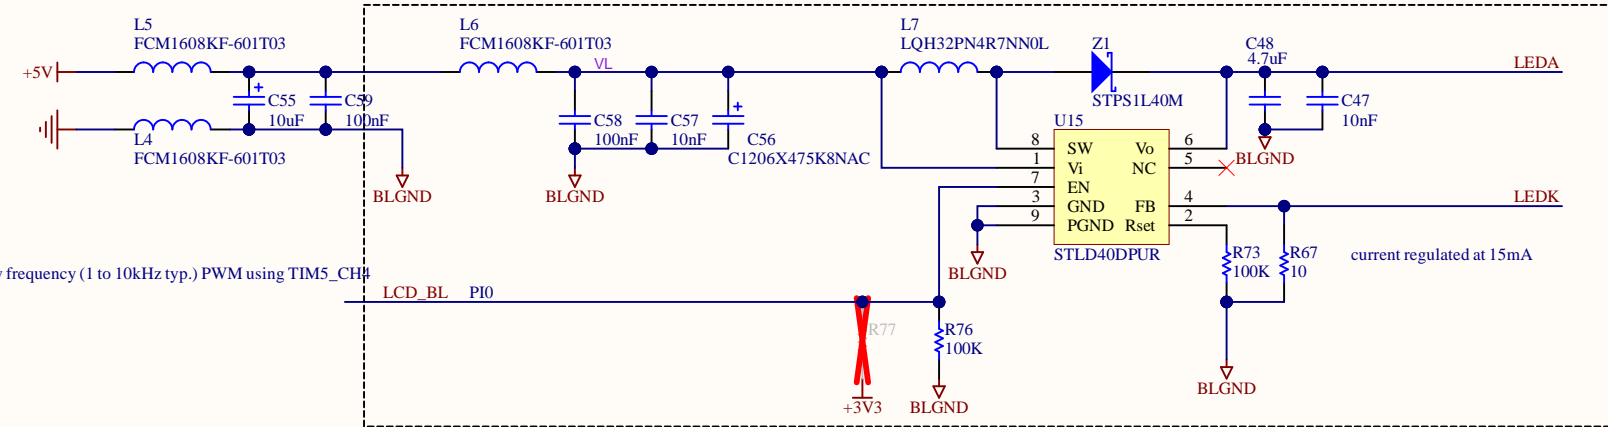 L5
FCM1608KF-601T03
L6
FCM1608KF-601T03
L7
LQH32PN4R7NN0L
Z1
STPS1L40M
C48
4.7uF
+5V
VL
LEDA
+
C55
10uF
C59
100nF
L4
FCM1608KF-601T03
BLGND
C58
100nF
C57
10nF
+
C56
C1206X475K8NAC
BLGND
C47
10nF
BLGND
U15
8 SW Vo 6
1 Vi NC 5
7 EN
3 GND FB 4
9 PGND Rset 2
STLD40DPUR
LEDK
BLGND
R73
100K
R67
10
current regulated at 15mA
frequency (1 to 10kHz typ.) PWM using TIM5_CH4
LCD_BL PI0
R77
R76
100K
+3V3
BLGND
BLGND